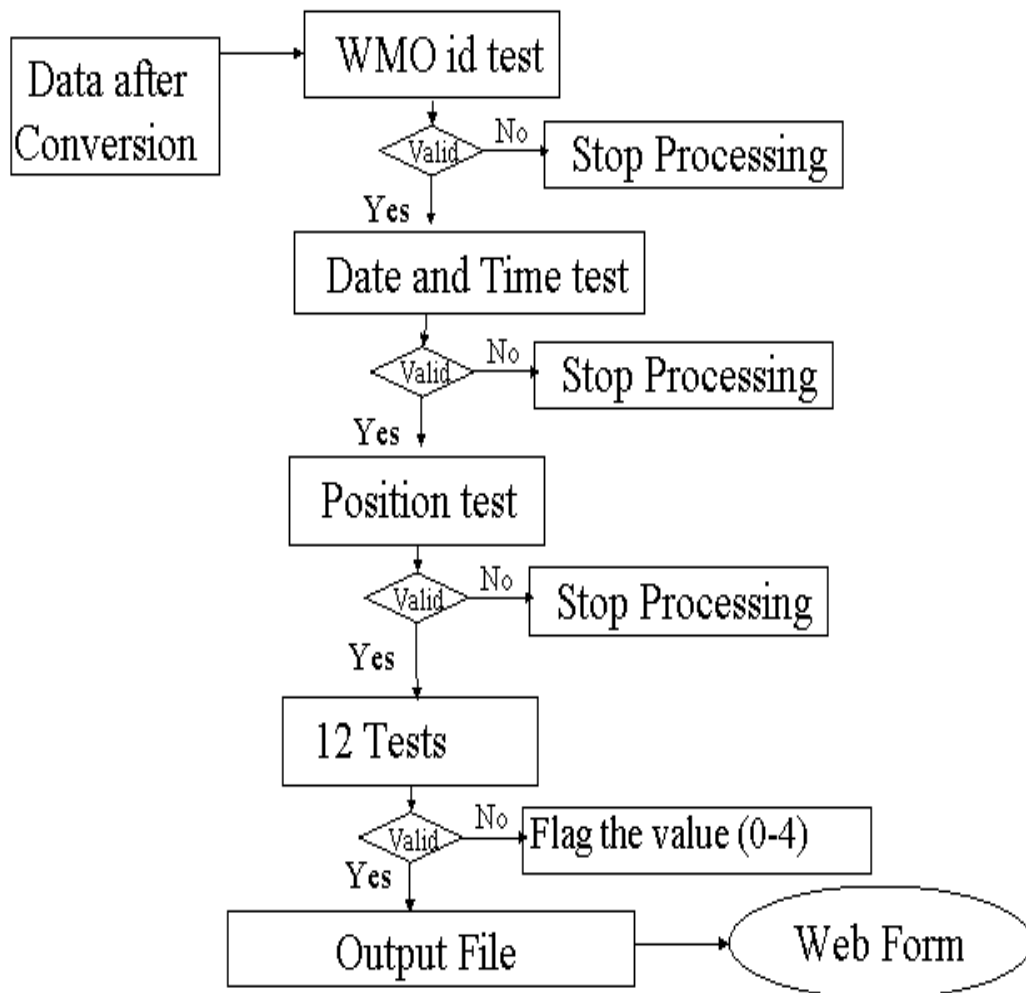 Data after
Conversion
WMO id test
Valid
No
Stop Processing
Yes
Date and Time test
Valid
No
Stop Processing
Yes
Position test
Valid
No
Stop Processing
Yes
12 Tests
Valid
No
Flag the value (0-4)
Yes
Output File
Web Form